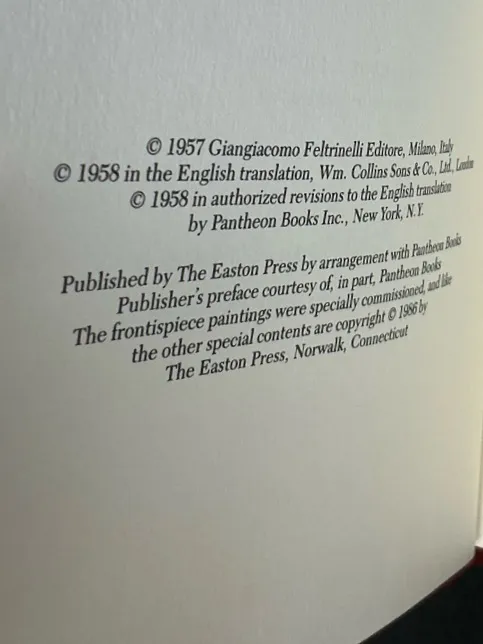 © 1957 Giangiacomo Feltrinelli Editore, Milano, Italy
© 1958 in the English translation, Wm. Collins Sons & Co., Ltd., London
© 1958 in authorized revisions to the English translation
by Pantheon Books Inc., New York, N.Y.
Published by The Easton Press by arrangement with Pantheon Books
Publisher's preface courtesy of, in part, Pantheon Books
The frontispiece paintings were specially commissioned, and like
the other special contents are copyright © 1986 by
The Easton Press, Norwalk, Connecticut